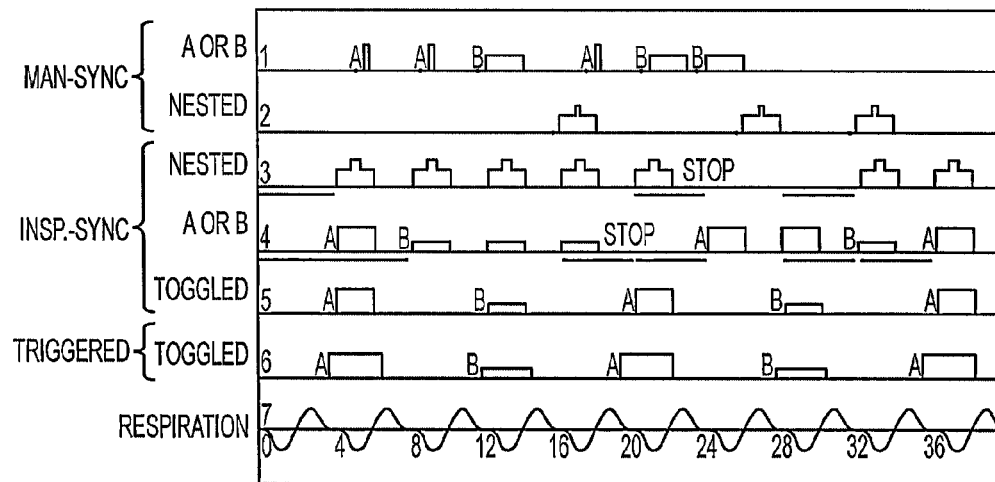 A OR B 1 A A B A B B
MAN-SYNC
NESTED 2
NESTED 3 STOP
INSP.-SYNC
A OR B 4 A B STOP A B A
TOGGLED 5 A B A B A
TRIGGERED TOGGLED 6 A B A B A
RESPIRATION 7
0 4 8 12 16 20 24 28 32 36